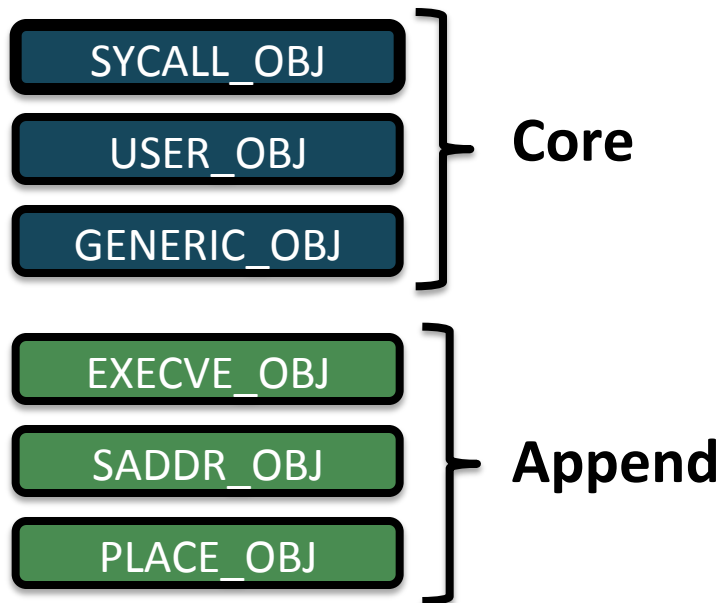 SYCALL_OBJ
USER_OBJ
GENERIC_OBJ
Core
EXECVE_OBJ
SADDR_OBJ
PLACE_OBJ
Append